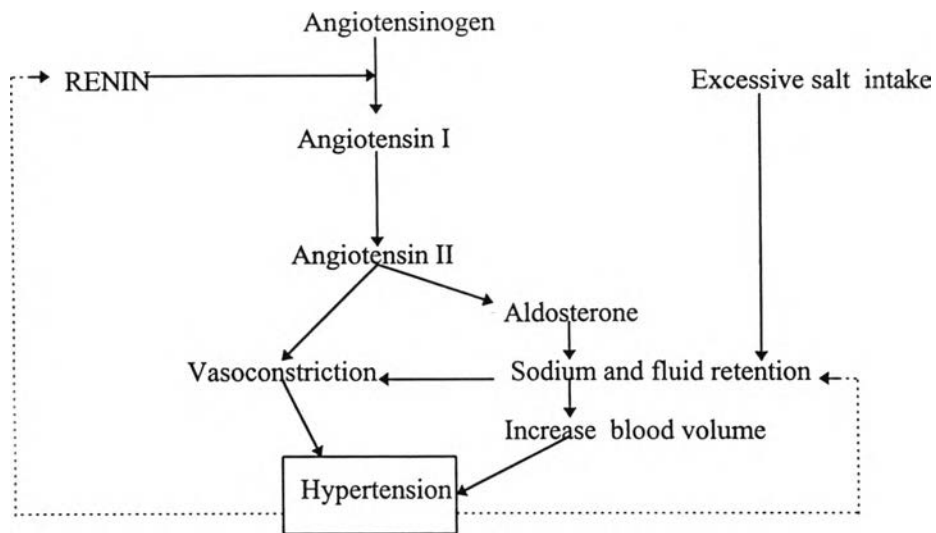 Angiotensinogen
RENIN
Excessive salt intake
Angiotensin I
Angiotensin II
Aldosterone
Vasoconstriction
Sodium and fluid retention
Increase blood volume
Hypertension